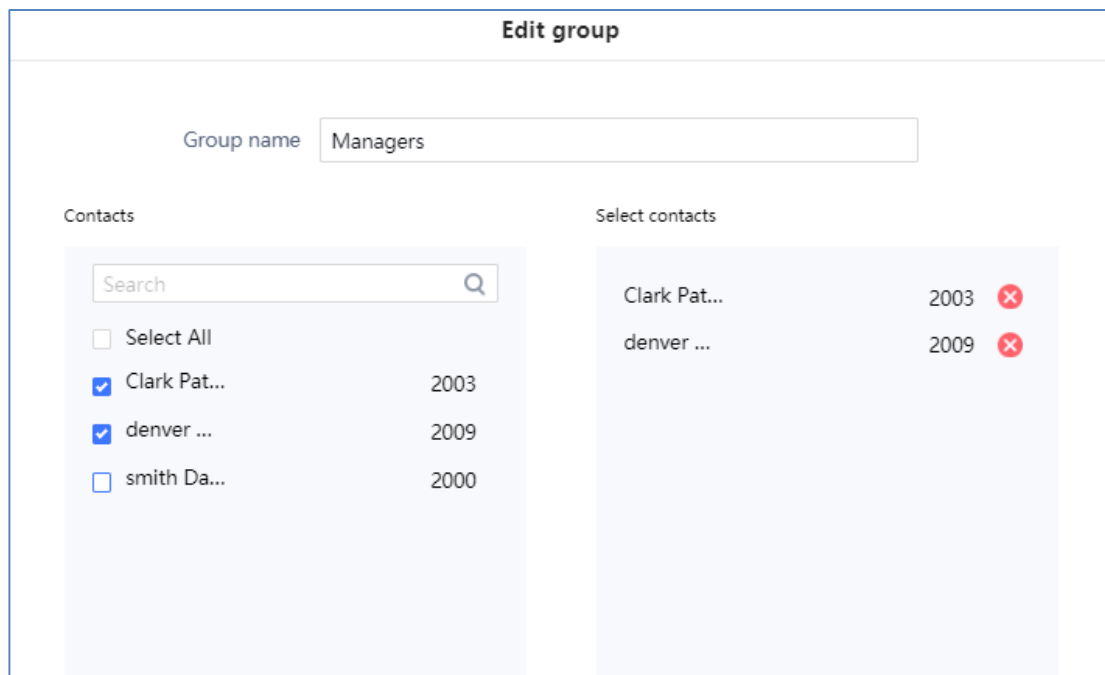 Edit group
Group name Managers
Contacts
Search
Select All
Clark Pat... 2003
denver ... 2009
smith Da... 2000
Select contacts
Clark Pat... 2003
denver ... 2009